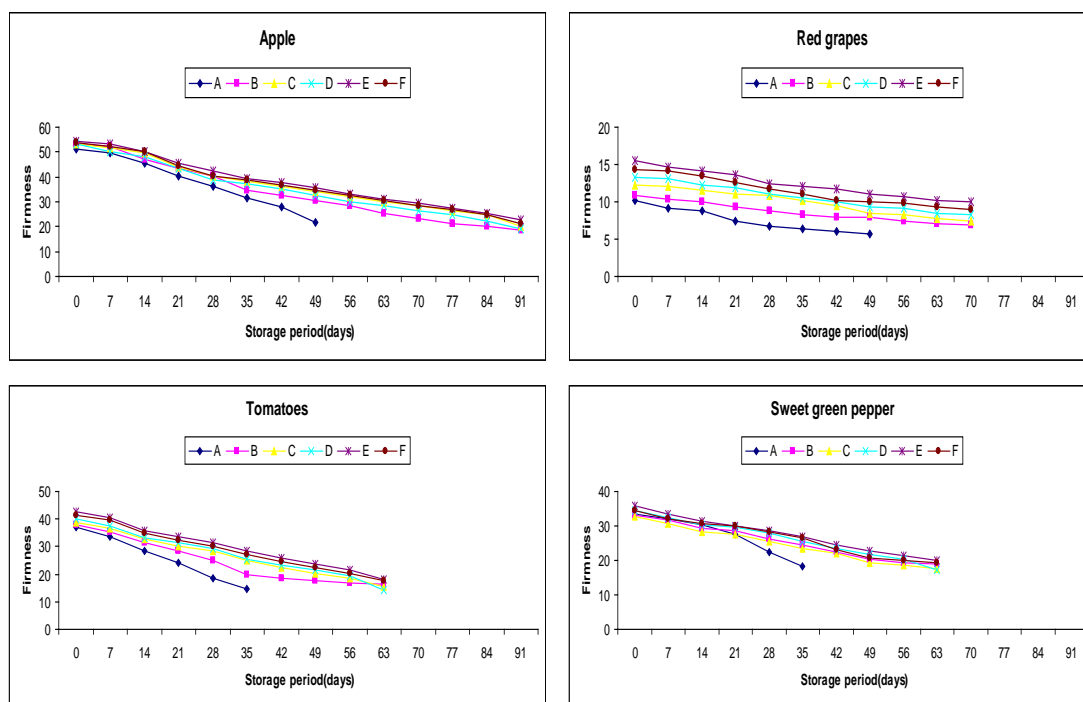 Apple
A B C D E F
Firmness
60
50
40
30
20
10
0
0 7 14 21 28 35 42 49 56 63 70 77 84 91
Storage period(days)
Red grapes
A B C D E F
Firmness
20
15
10
5
0
0 7 14 21 28 35 42 49 56 63 70 77 84 91
Storage period(days)
Tomatoes
A B C D E F
Firmness
50
40
30
20
10
0
0 7 14 21 28 35 42 49 56 63 70 77 84 91
Storage period(days)
Sweet green pepper
A B C D E F
Firmness
40
30
20
10
0
0 7 14 21 28 35 42 49 56 63 70 77 84 91
Storage period(days)